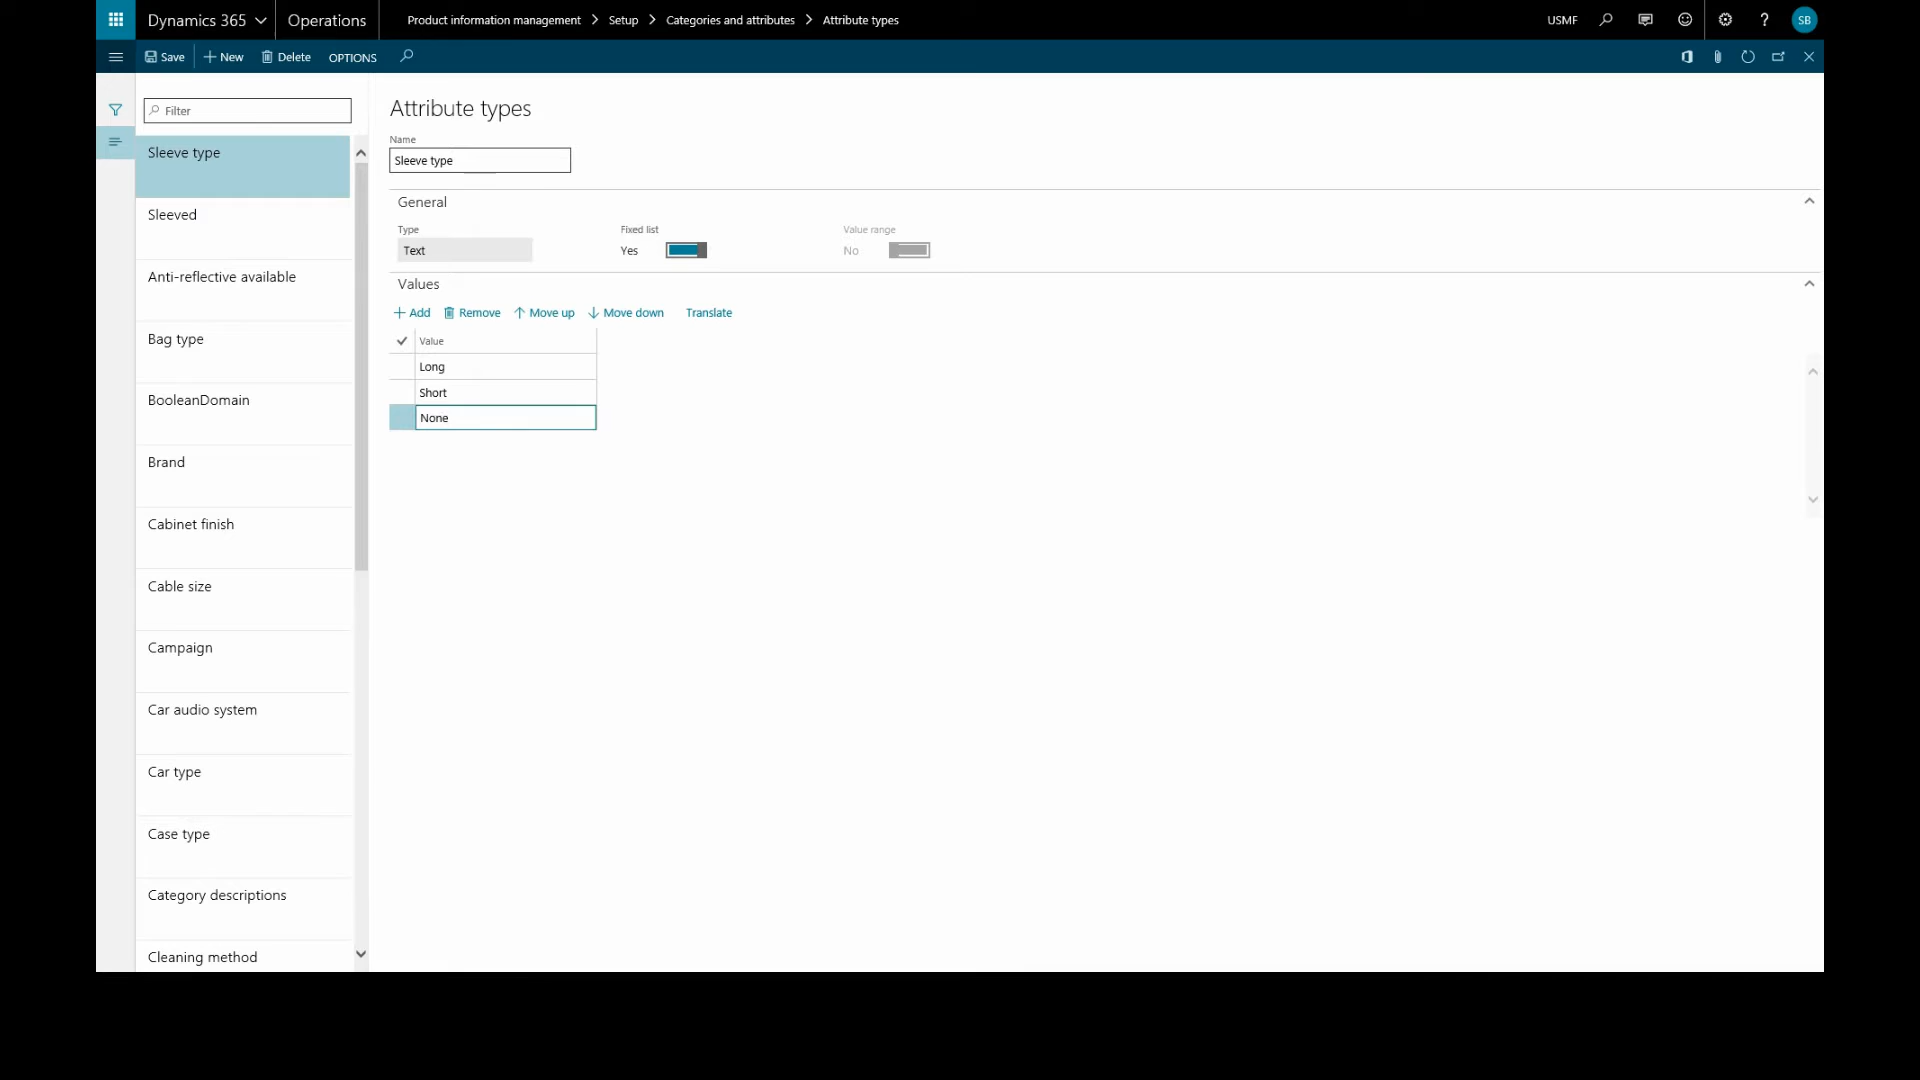 Dynamics 365 Operations Product information management Setup Categories and attributes Attribute types USMF ? SB
Save New Delete OPTIONS
Filter
Sleeve type
Sleeved
Anti-reflective available
Bag type
BooleanDomain
Brand
Cabinet finish
Cable size
Campaign
Car audio system
Car type
Case type
Category descriptions
Cleaning method
Attribute types
Name
Sleeve type
General
Type Fixed list Value range
Text Yes No
Values
Add Remove Move up Move down Translate
Value
Long
Short
None